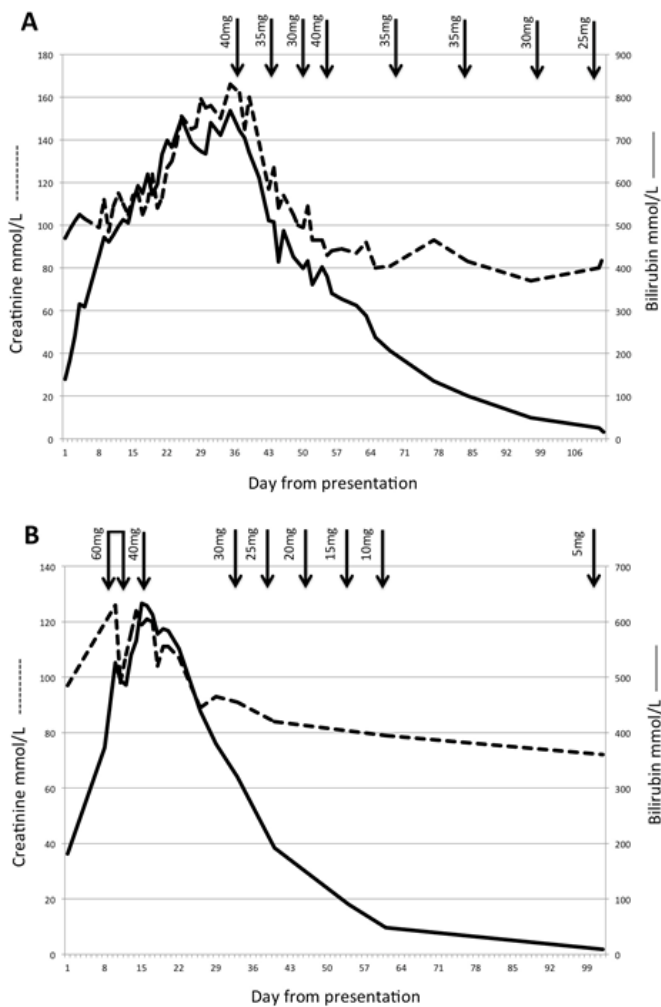 A
40mg
35mg
30mg
40mg
35mg
35mg
30mg
25mg
180 900
160 800
140 700
120 600
100 500
80 400
60 300
40 200
20 100
0 0
Creatinine mmol/L ----------
Bilirubin mmol/L ———
1 8 15 22 29 36 43 50 57 64 71 78 85 92 99 106
Day from presentation
B
60mg
40mg
30mg
25mg
20mg
15mg
10mg
5mg
140 700
120 600
100 500
80 400
60 300
40 200
20 100
0 0
Creatinine mmol/L ----------
Bilirubin mmol/L ———
1 8 15 22 29 36 43 50 57 64 71 78 85 92 99
Day from presentation